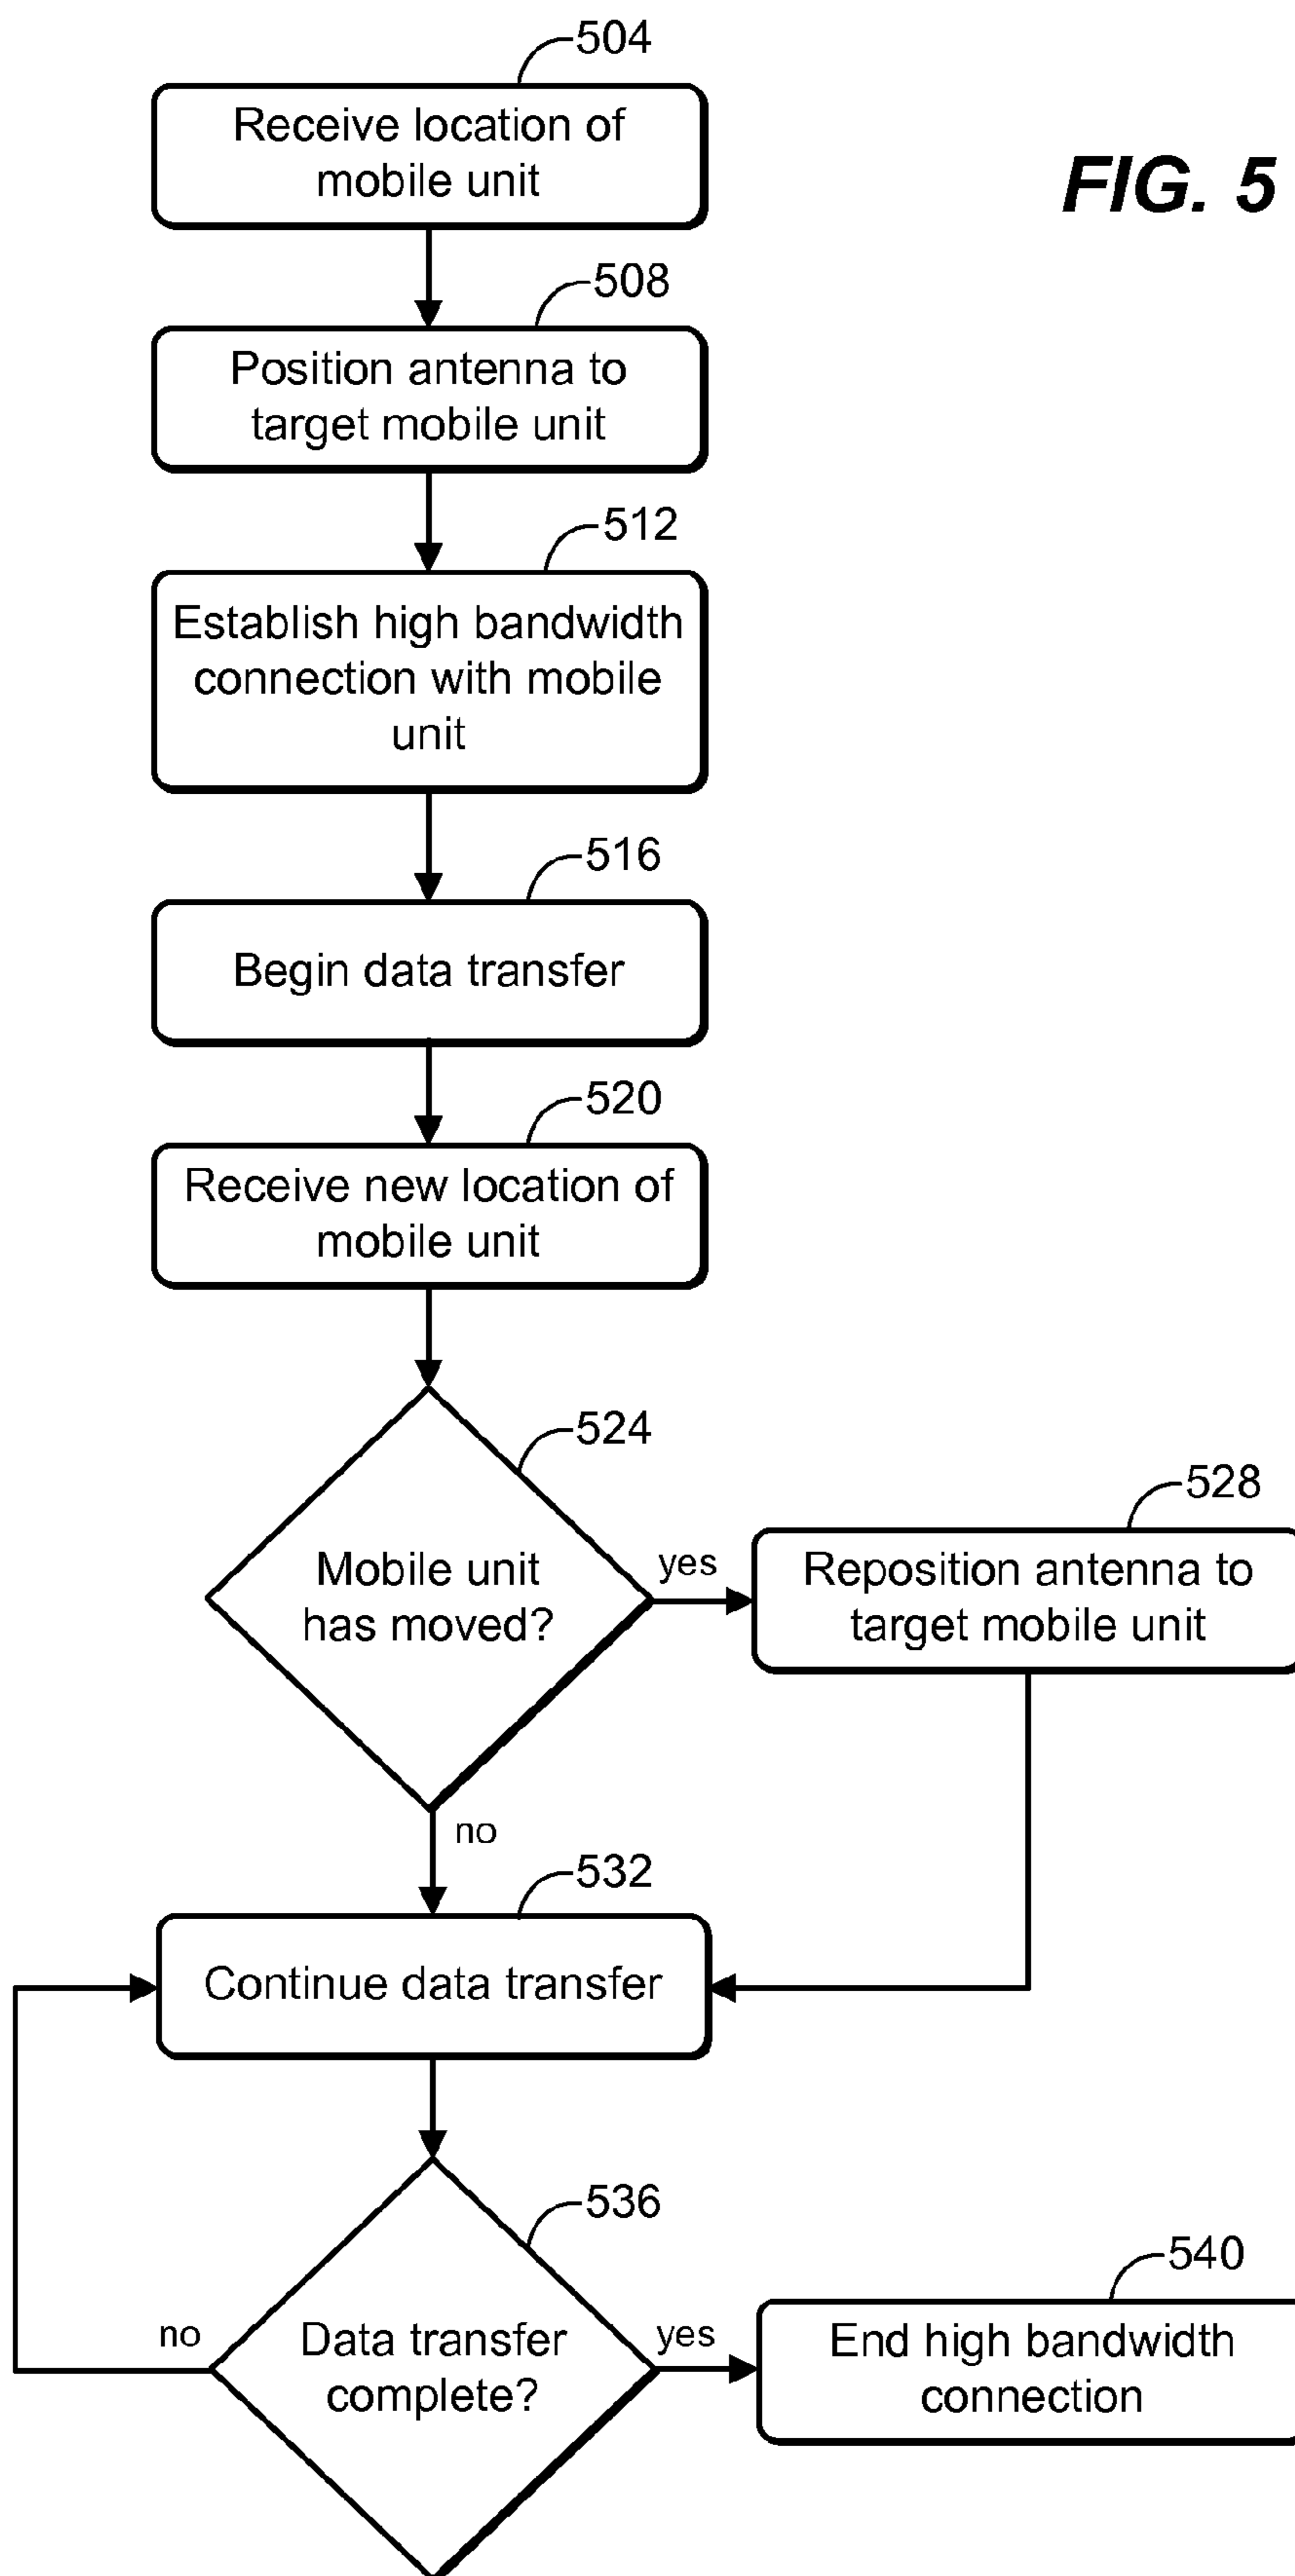 504
Receive location of
mobile unit
FIG. 5
508
Position antenna to
target mobile unit
512
Establish high bandwidth
connection with mobile
unit
516
Begin data transfer
520
Receive new location of
mobile unit
524
Mobile unit
has moved?
yes
528
Reposition antenna to
target mobile unit
no
532
Continue data transfer
536
Data transfer
complete?
no
yes
540
End high bandwidth
connection